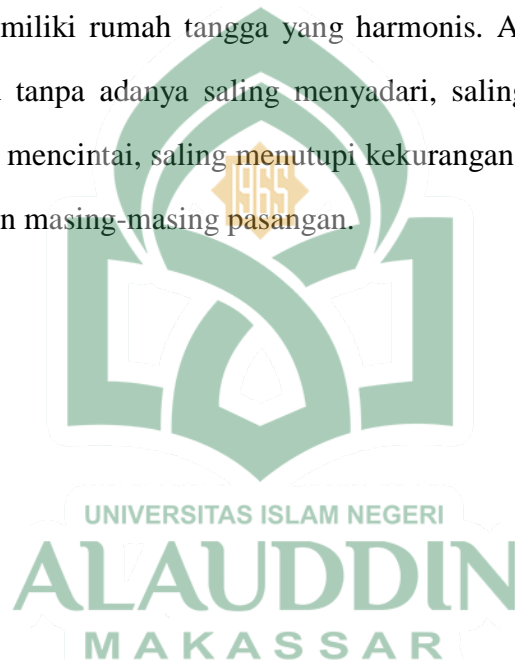 miliki rumah tangga yang harmonis. A
tanpa adanya saling menyadari, saling
mencintai, saling menutupi kekurangan
n masing-masing pasangan.
1965
UNIVERSITAS ISLAM NEGERI
ALAUDDIN
MAKASSAR